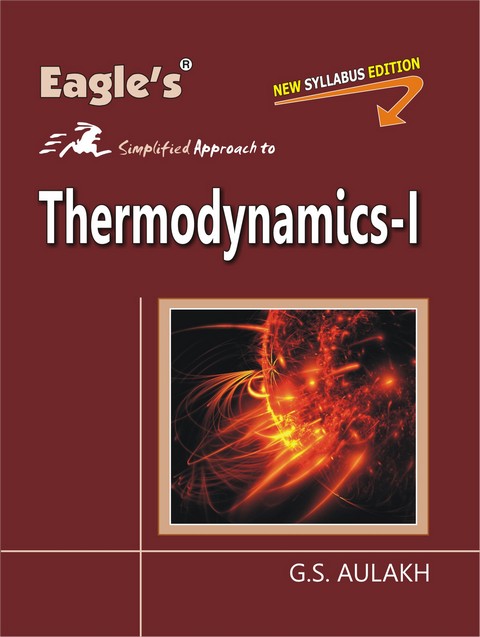 Eagle's®
NEW SYLLABUS EDITION
Simplified Approach to
Thermodynamics-I
G.S. AULAKH